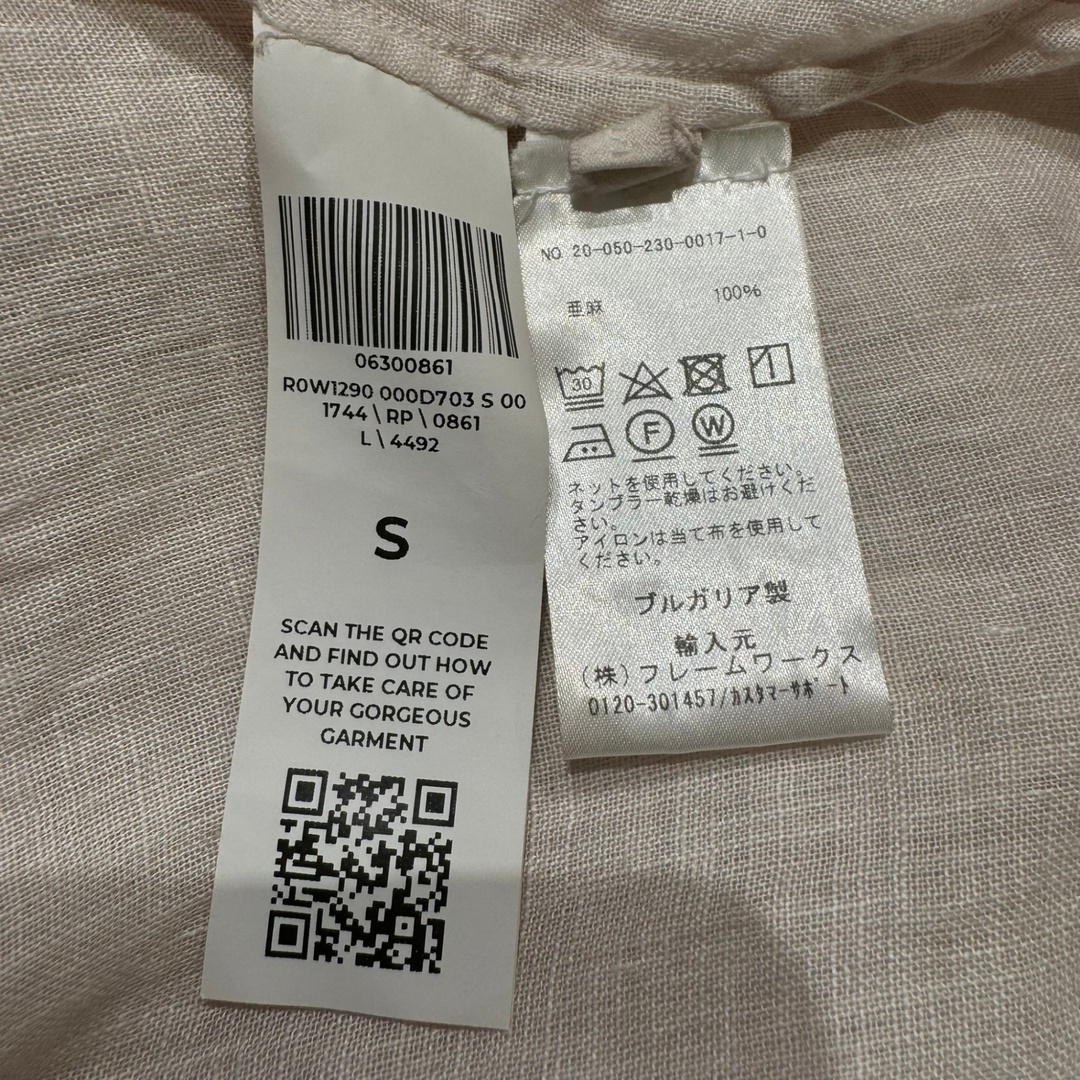 06300861
R0W1290 000D703 S 00
1744 \ RP \ 0861
L \ 4492
S
SCAN THE QR CODE
AND FIND OUT HOW
TO TAKE CARE OF
YOUR GORGEOUS
GARMENT
NO 20-050-230-0017-1-0
亜麻 100%
30
F W
ネットを使用してください。
タンブラー乾燥はお避けくだ
さい。
アイロンは当て布を使用して
ください。
ブルガリア製
輸入元
(株)フレームワークス
0120-301457/ｶｽﾀﾏｰｻﾎﾟｰﾄ